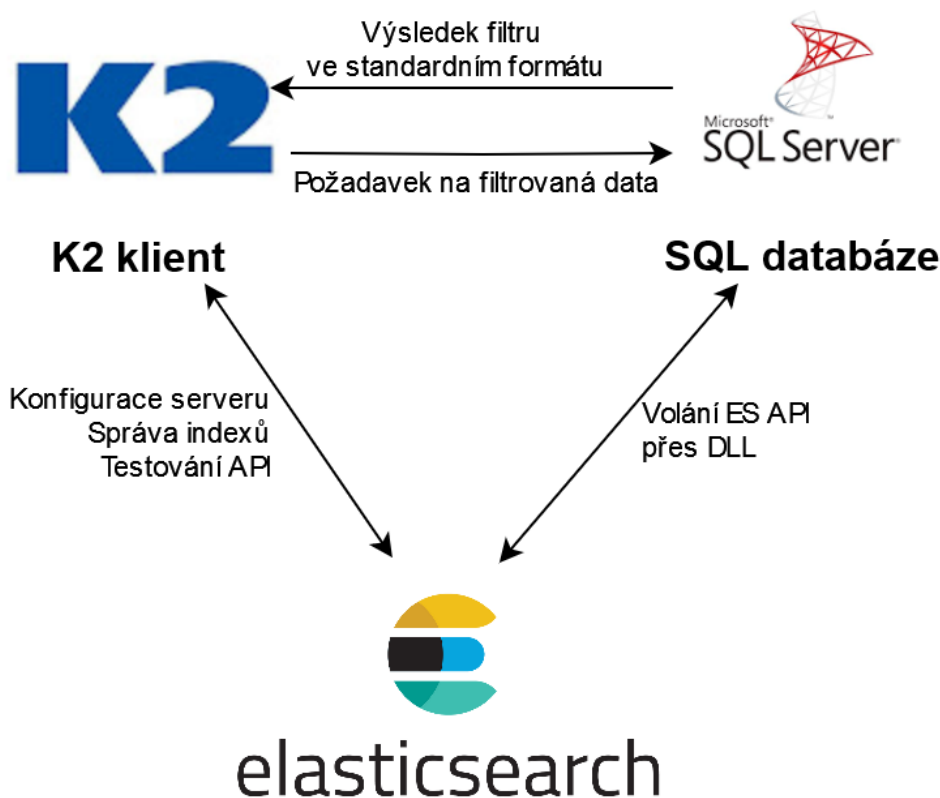 K2
Výsledek filtru
ve standardním formátu
Microsoft®
SQL Server®
Požadavek na filtrovaná data
K2 klient
SQL databáze
Konfigurace serveru
Správa indexů
Testování API
Volání ES API
přes DLL
elasticsearch